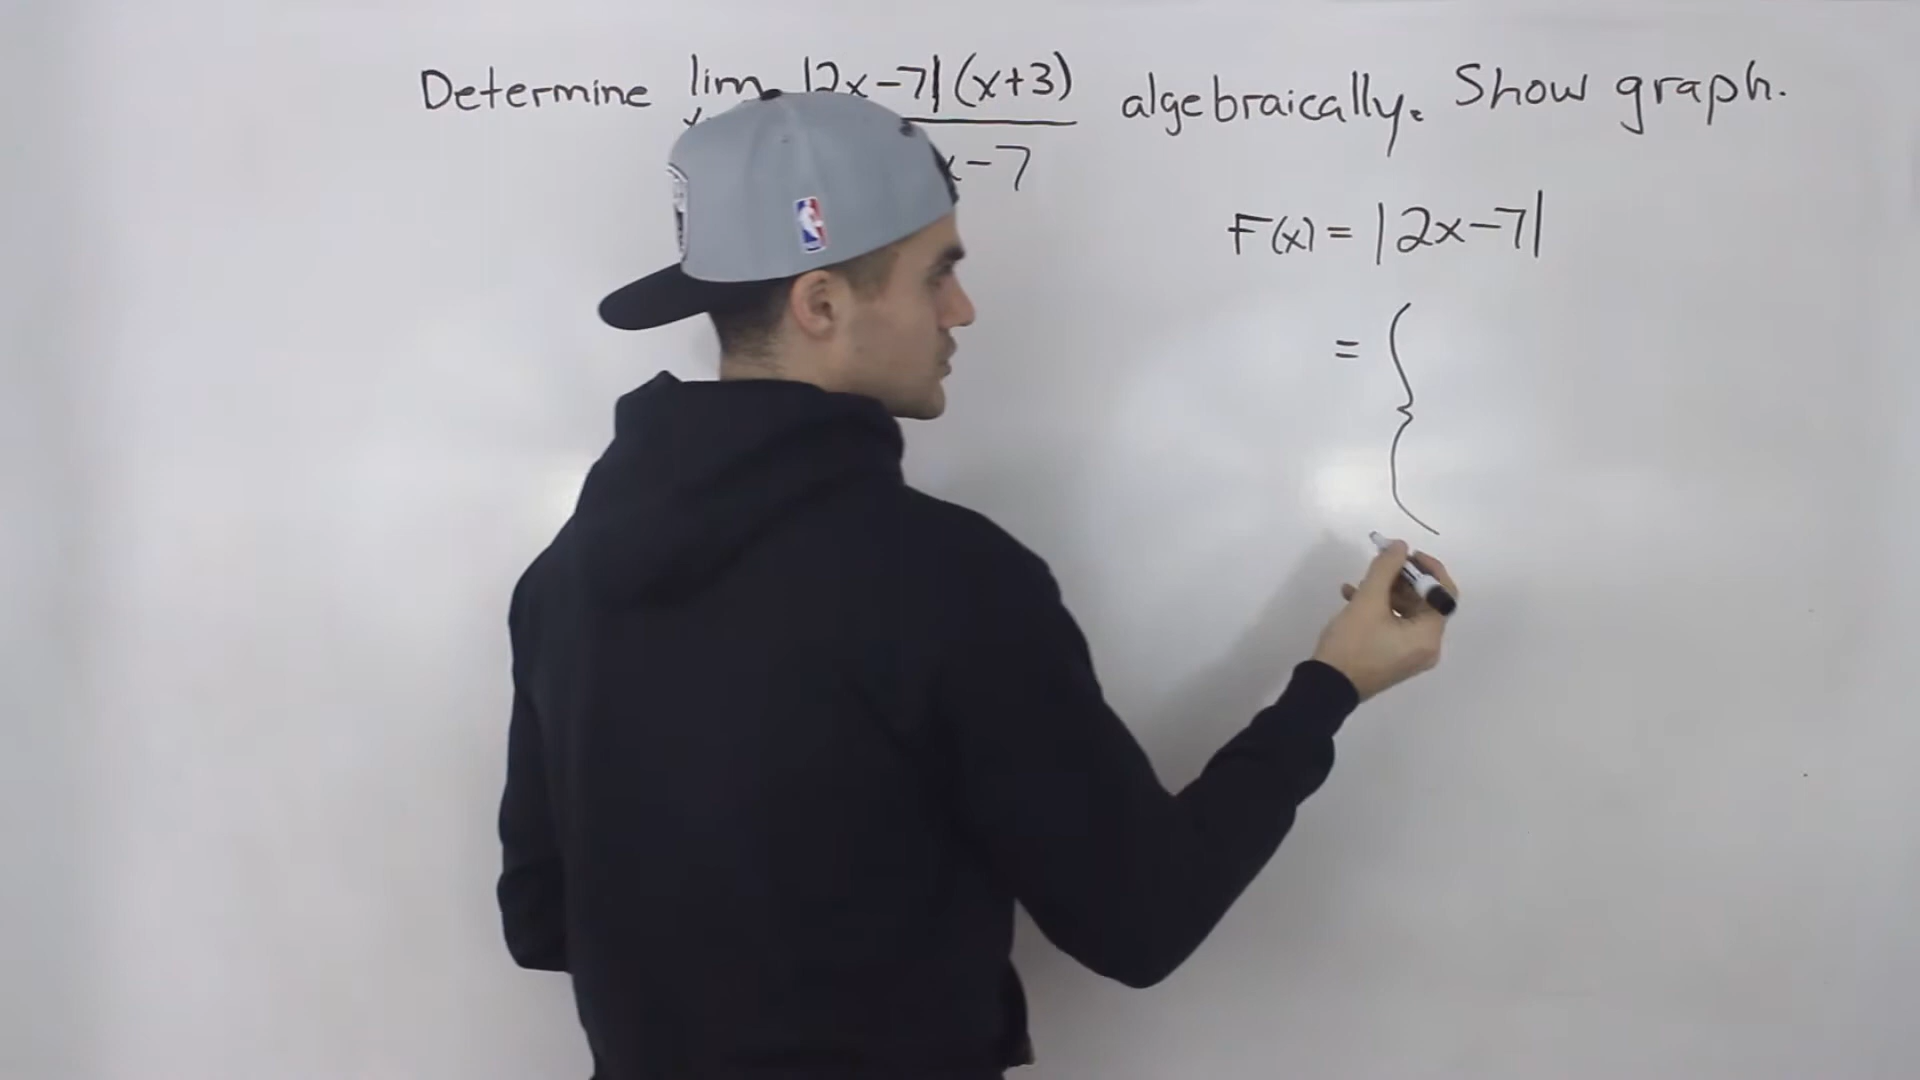 Determine lim |2x-7|(x+3) algebraically. Show graph.
x-7
F(x) = |2x-7|
= {